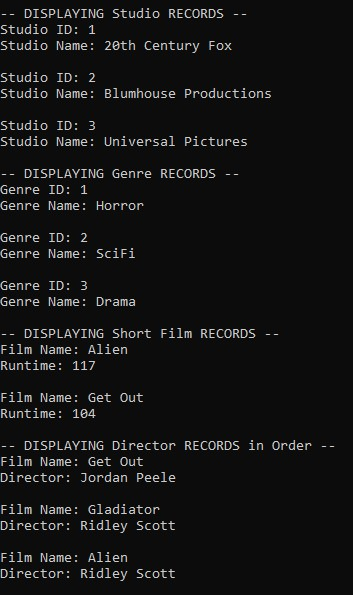 -- DISPLAYING Studio RECORDS --
Studio ID: 1
Studio Name: 20th Century Fox
Studio ID: 2
Studio Name: Blumhouse Productions
Studio ID: 3
Studio Name: Universal Pictures
-- DISPLAYING Genre RECORDS --
Genre ID: 1
Genre Name: Horror
Genre ID: 2
Genre Name: SciFi
Genre ID: 3
Genre Name: Drama
-- DISPLAYING Short Film RECORDS --
Film Name: Alien
Runtime: 117
Film Name: Get Out
Runtime: 104
-- DISPLAYING Director RECORDS in Order --
Film Name: Get Out
Director: Jordan Peele
Film Name: Gladiator
Director: Ridley Scott
Film Name: Alien
Director: Ridley Scott